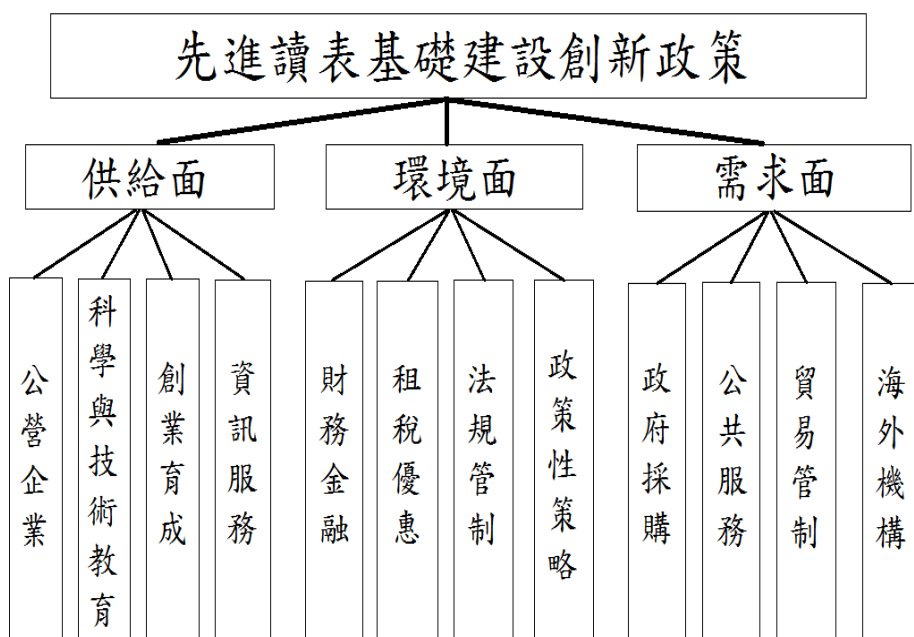 先進讀表基礎建設創新政策
供給面
環境面
需求面
公營企業
科學與技術教育
創業育成
資訊服務
財務金融
租稅優惠
法規管制
政策性策略
政府採購
公共服務
貿易管制
海外機構